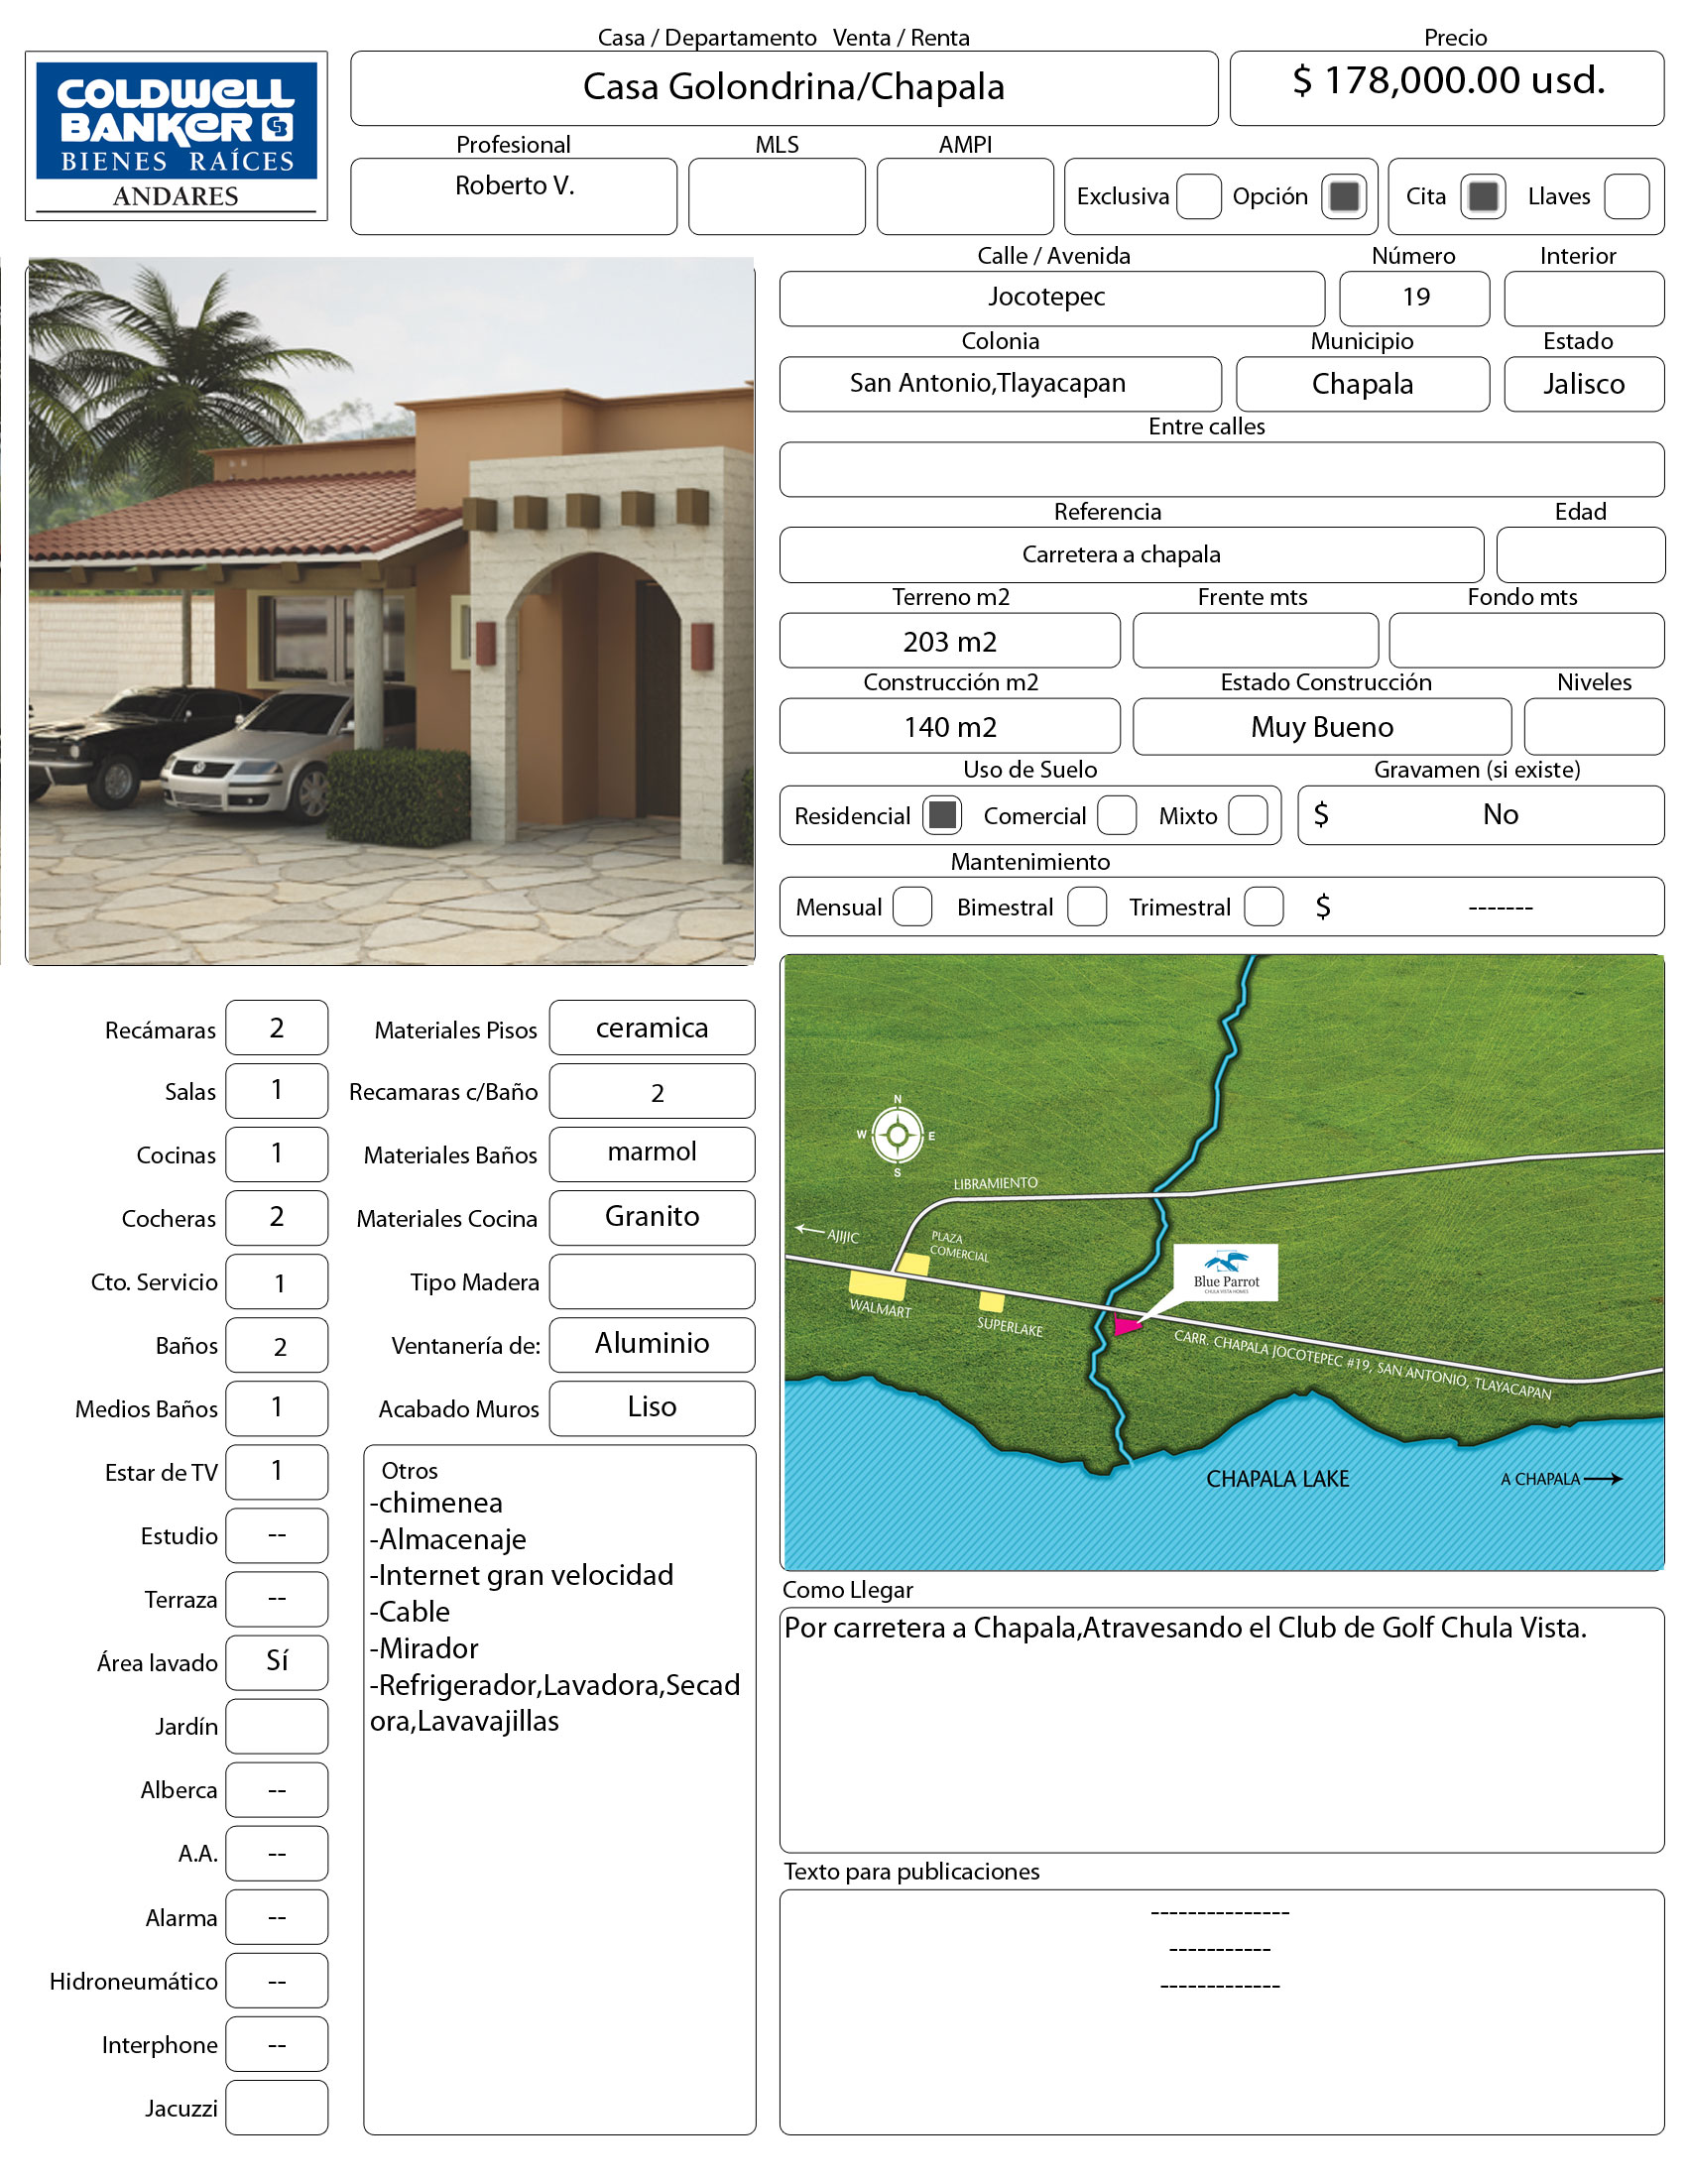 COLDWELL
BANKER CB
BIENES RAÍCES
ANDARES
Casa / Departamento Venta / Renta
Casa Golondrina/Chapala
Precio
$ 178,000.00 usd.
Profesional
Roberto V.
MLS
AMPI
Exclusiva Opción
Cita Llaves
Calle / Avenida
Jocotepec
Número
19
Interior
Colonia
San Antonio,Tlayacapan
Municipio
Chapala
Estado
Jalisco
Entre calles
Referencia
Carretera a chapala
Edad
Terreno m2
203 m2
Frente mts
Fondo mts
Construcción m2
140 m2
Estado Construcción
Muy Bueno
Niveles
Uso de Suelo
Residencial Comercial Mixto
Gravamen (si existe)
$ No
Mantenimiento
Mensual Bimestral Trimestral $ -------
Recámaras 2
Salas 1
Cocinas 1
Cocheras 2
Cto. Servicio 1
Baños 2
Medios Baños 1
Estar de TV 1
Estudio --
Terraza --
Área lavado Sí
Jardín
Alberca --
A.A. --
Alarma --
Hidroneumático --
Interphone --
Jacuzzi
Materiales Pisos ceramica
Recamaras c/Baño 2
Materiales Baños marmol
Materiales Cocina Granito
Tipo Madera
Ventanería de: Aluminio
Acabado Muros Liso
Otros
-chimenea
-Almacenaje
-Internet gran velocidad
-Cable
-Mirador
-Refrigerador,Lavadora,Secad
ora,Lavavajillas
N
W E
S
LIBRAMIENTO
AJIJIC
PLAZA
COMERCIAL
WALMART
SUPERLAKE
Blue Parrot
CHULA VISTA HOMES
CARR. CHAPALA JOCOTEPEC #19, SAN ANTONIO, TLAYACAPAN
CHAPALA LAKE
A CHAPALA
Como Llegar
Por carretera a Chapala,Atravesando el Club de Golf Chula Vista.
Texto para publicaciones
---------------
-----------
-------------